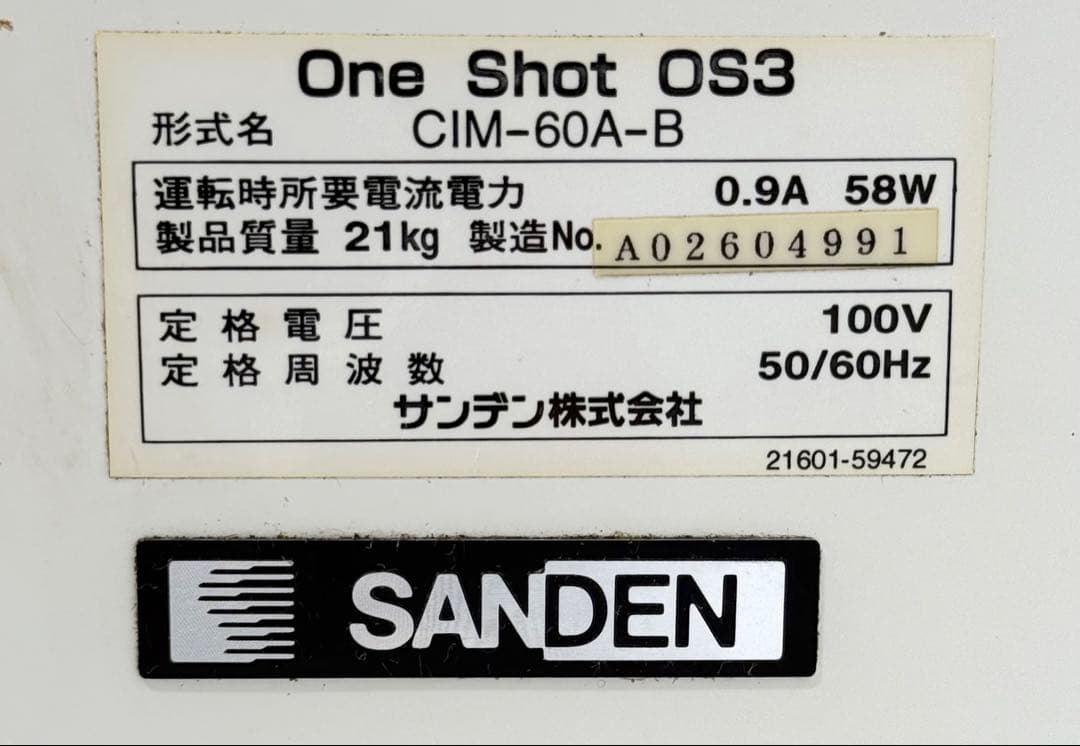 One Shot OS3
形式名 CIM-60A-B
運転時所要電流電力 0.9A 58W
製品質量 21kg 製造No. A02604991
定格電圧 100V
定格周波数 50/60Hz
サンデン株式会社
21601-59472
SANDEN